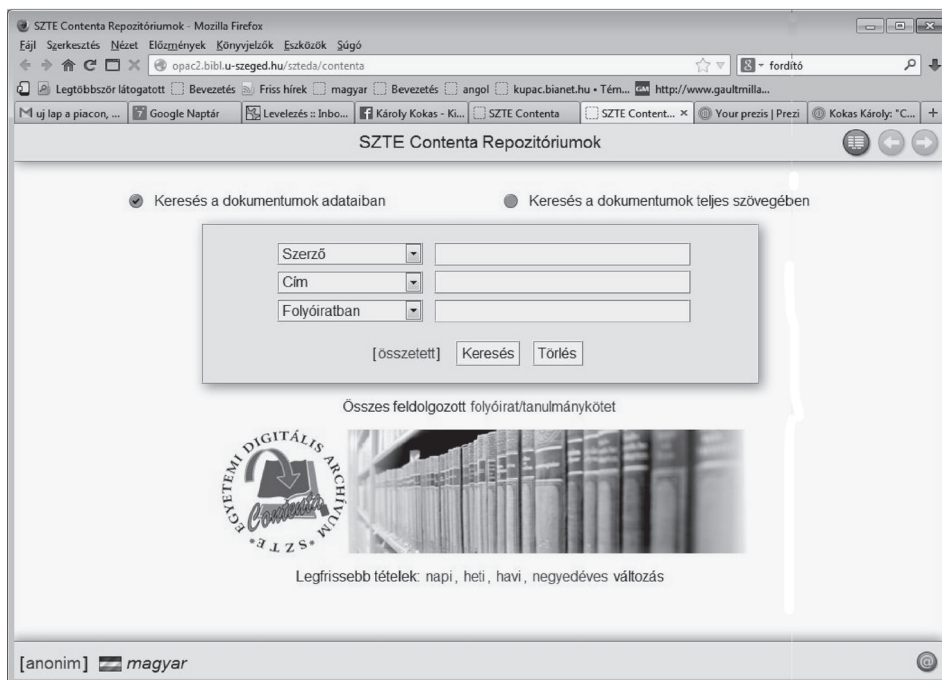 SZTE Contenta Repozitóriumok - Mozilla Firefox
Fájl Szerkesztés Nézet Előzmények Könyvjelzők Eszközök Súgó
opac2.bibl.u-szeged.hu/szteda/contenta 8 fordító
Legtöbbször látogatott Bevezetés Friss hírek magyar Bevezetés angol kupac.bianet.hu • Tém... GM http://www.gaultmilla...
M uj lap a piacon, ... 7 Google Naptár Levelezés :: Inbo... f Károly Kokas - Ki... SZTE Contenta SZTE Content... × Your prezis | Prezi Kokas Károly: "C... +
SZTE Contenta Repozitóriumok
Keresés a dokumentumok adataiban Keresés a dokumentumok teljes szövegében
Szerző
Cím
Folyóiratban
[összetett] Keresés Törlés
Összes feldolgozott folyóirat/tanulmánykötet
EGYETEMI DIGITÁLIS ARCHÍVUM *SZTE*
Contenta
Legfrissebb tételek: napi, heti, havi, negyedéves változás
[anonim] magyar @